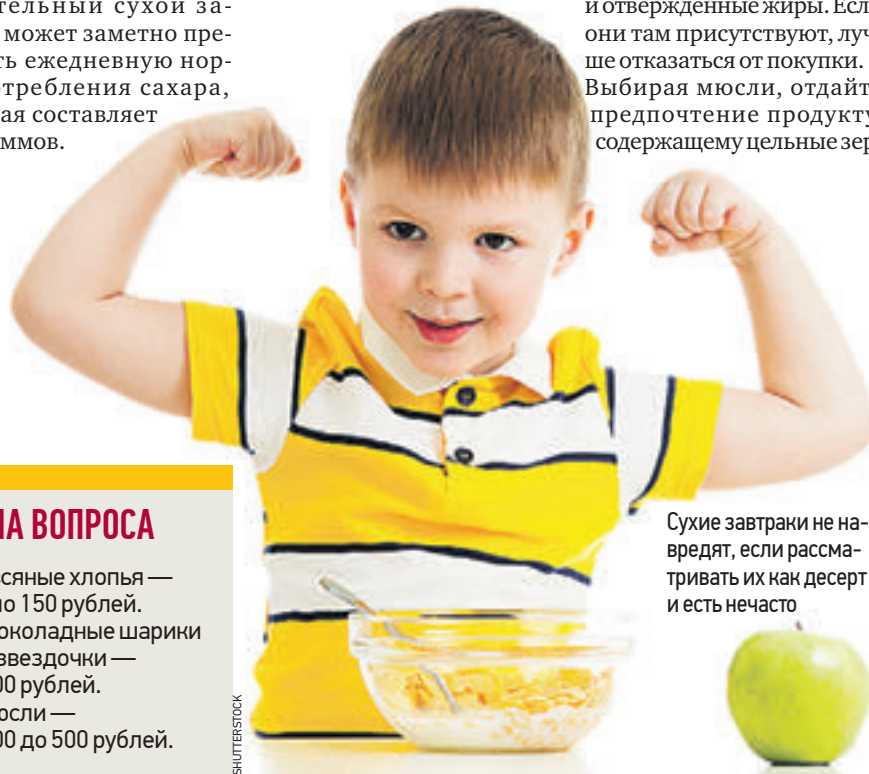 тельный сухой за-
может заметно пре-
ть ежедневную нор-
требления сахара,
ая составляет
ммов.
и отвержденные жиры. Есл
они там присутствуют, луч
ше отказаться от покупки.
Выбирая мюсли, отдайт
предпочтение продукту
содержащему цельные зер
НА ВОПРОСА
сяные хлопья —
о 150 рублей.
околадные шарики
звездочки —
00 рублей.
юсли —
00 до 500 рублей.
SHUTTERSTOCK
Сухие завтраки не на-
вредят, если рассма-
тривать их как десерт
и есть нечасто